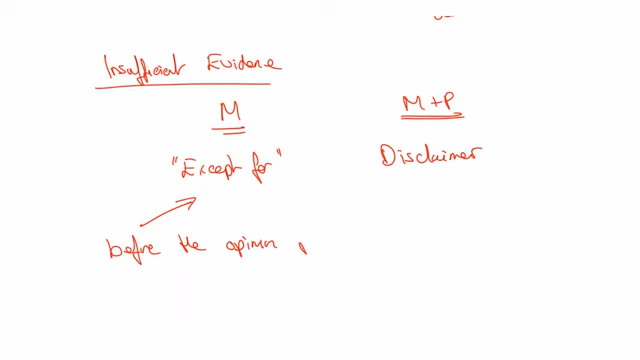 Insufficient Evidence
M
M + P
"Except for"
Disclaimer
before the opinion